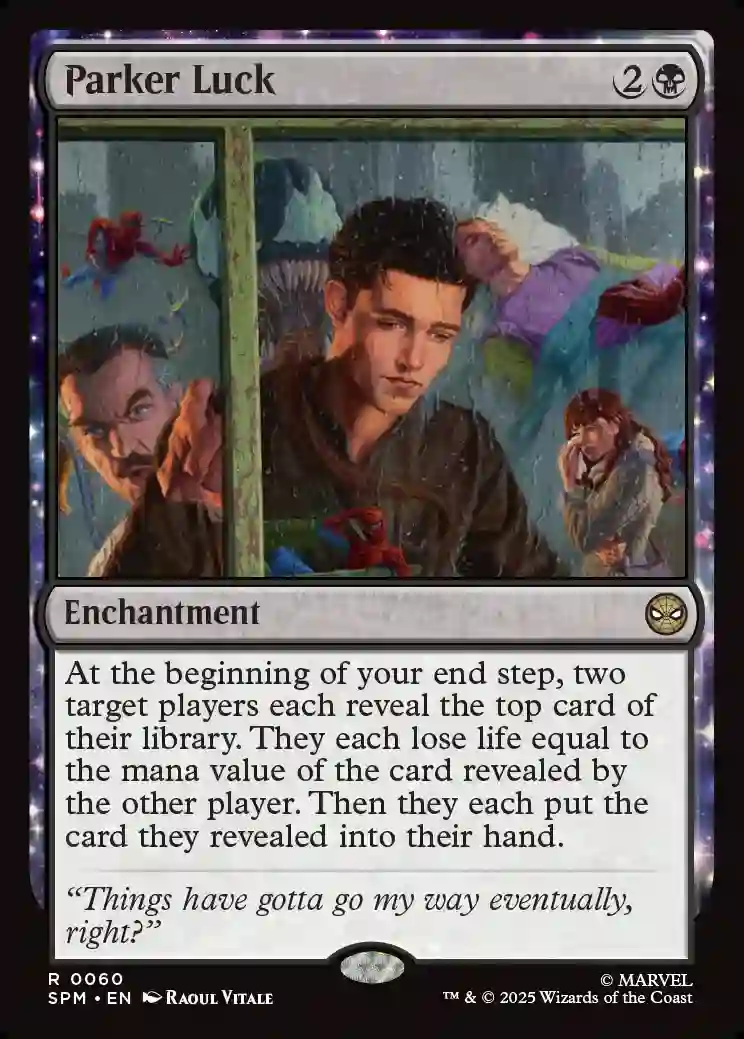 Parker Luck 2
Enchantment
At the beginning of your end step, two
target players each reveal the top card of
their library. They each lose life equal to
the mana value of the card revealed by
the other player. Then they each put the
card they revealed into their hand.
“Things have gotta go my way eventually,
right?”
R 0060
SPM • EN Raoul Vitale
© MARVEL
™ & © 2025 Wizards of the Coast